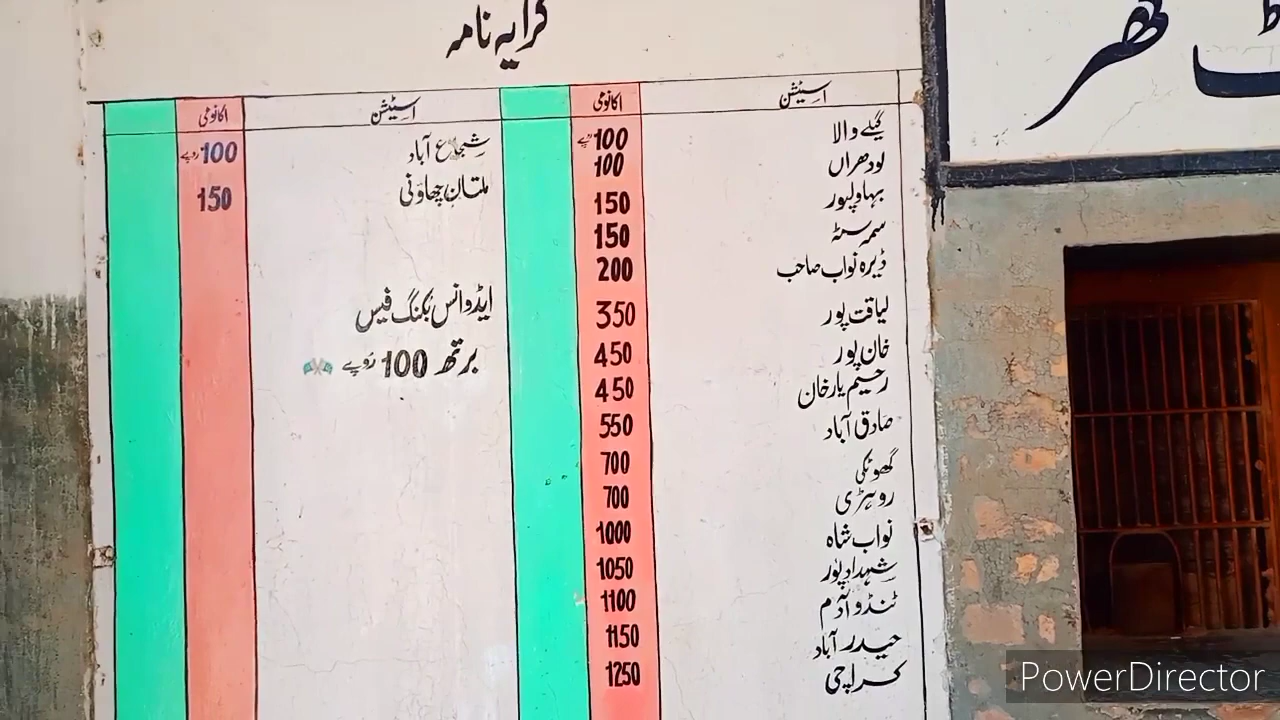 کرایہ نامہ
اسٹیشن اکانومی
گیلے والا 100 روپے
لودھراں 100
بہاولپور 150
سمہ سٹہ 150
ڈیرہ نواب صاحب 200
لیاقت پور 350
خان پور 450
رحیم یار خان 450
صادق آباد 550
گھوٹکی 700
روہڑی 700
نواب شاہ 1000
شہداد پور 1050
ٹنڈو آدم 1100
حیدر آباد 1150
کراچی 1250
اسٹیشن اکانومی
شجاع آباد 100 روپے
ملتان چھاؤنی 150
ایڈوانس بکنگ فیس
برتھ 100 روپے
گھر
PowerDirector